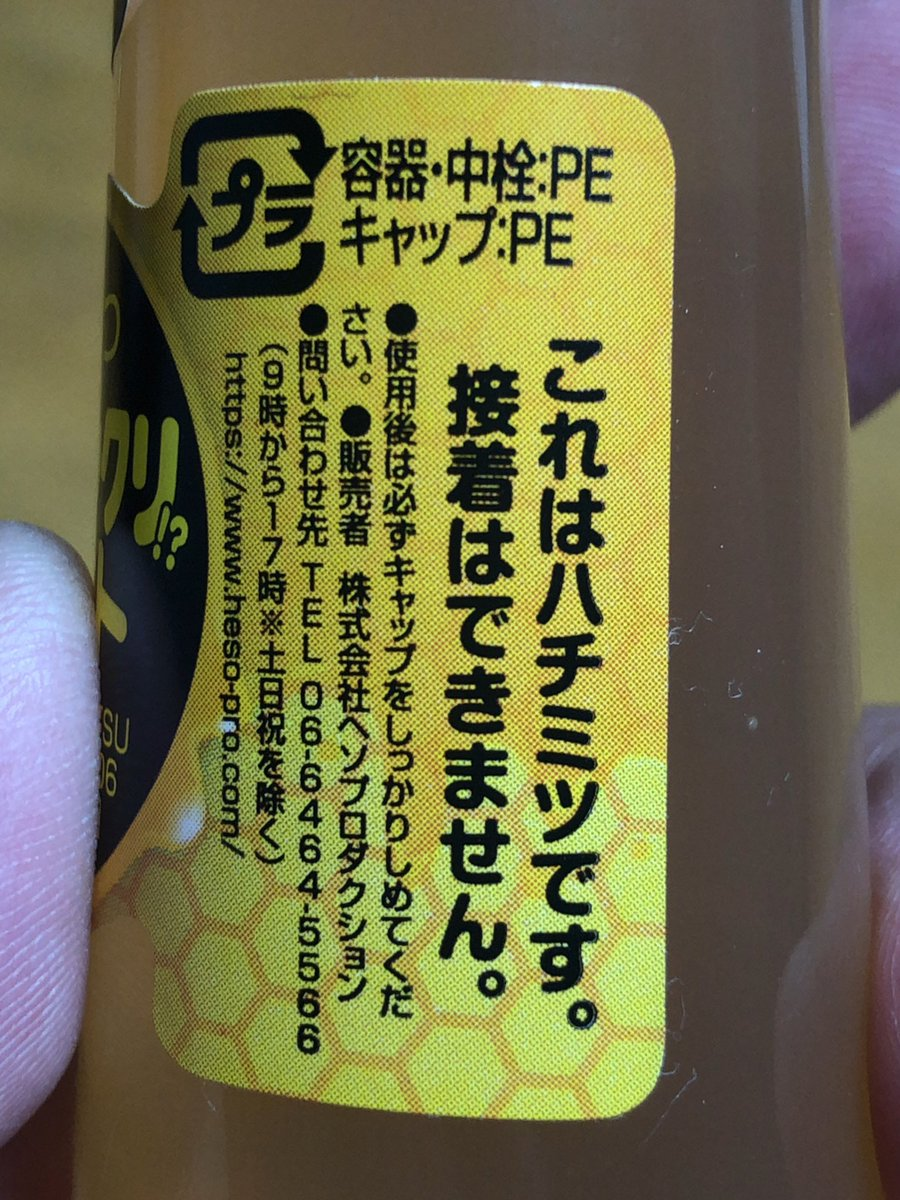 プラ
容器・中栓:PE
キャップ:PE
これはハチミツです。
接着はできません。
●使用後は必ずキャップをしっかりしめてくだ
さい。●販売者 株式会社ヘソプロダクション
●問い合わせ先 TEL 06-6464-5566
(9時から17時※土日祝を除く)
https://www.heso-pro.com/
クリ!?
SU
06